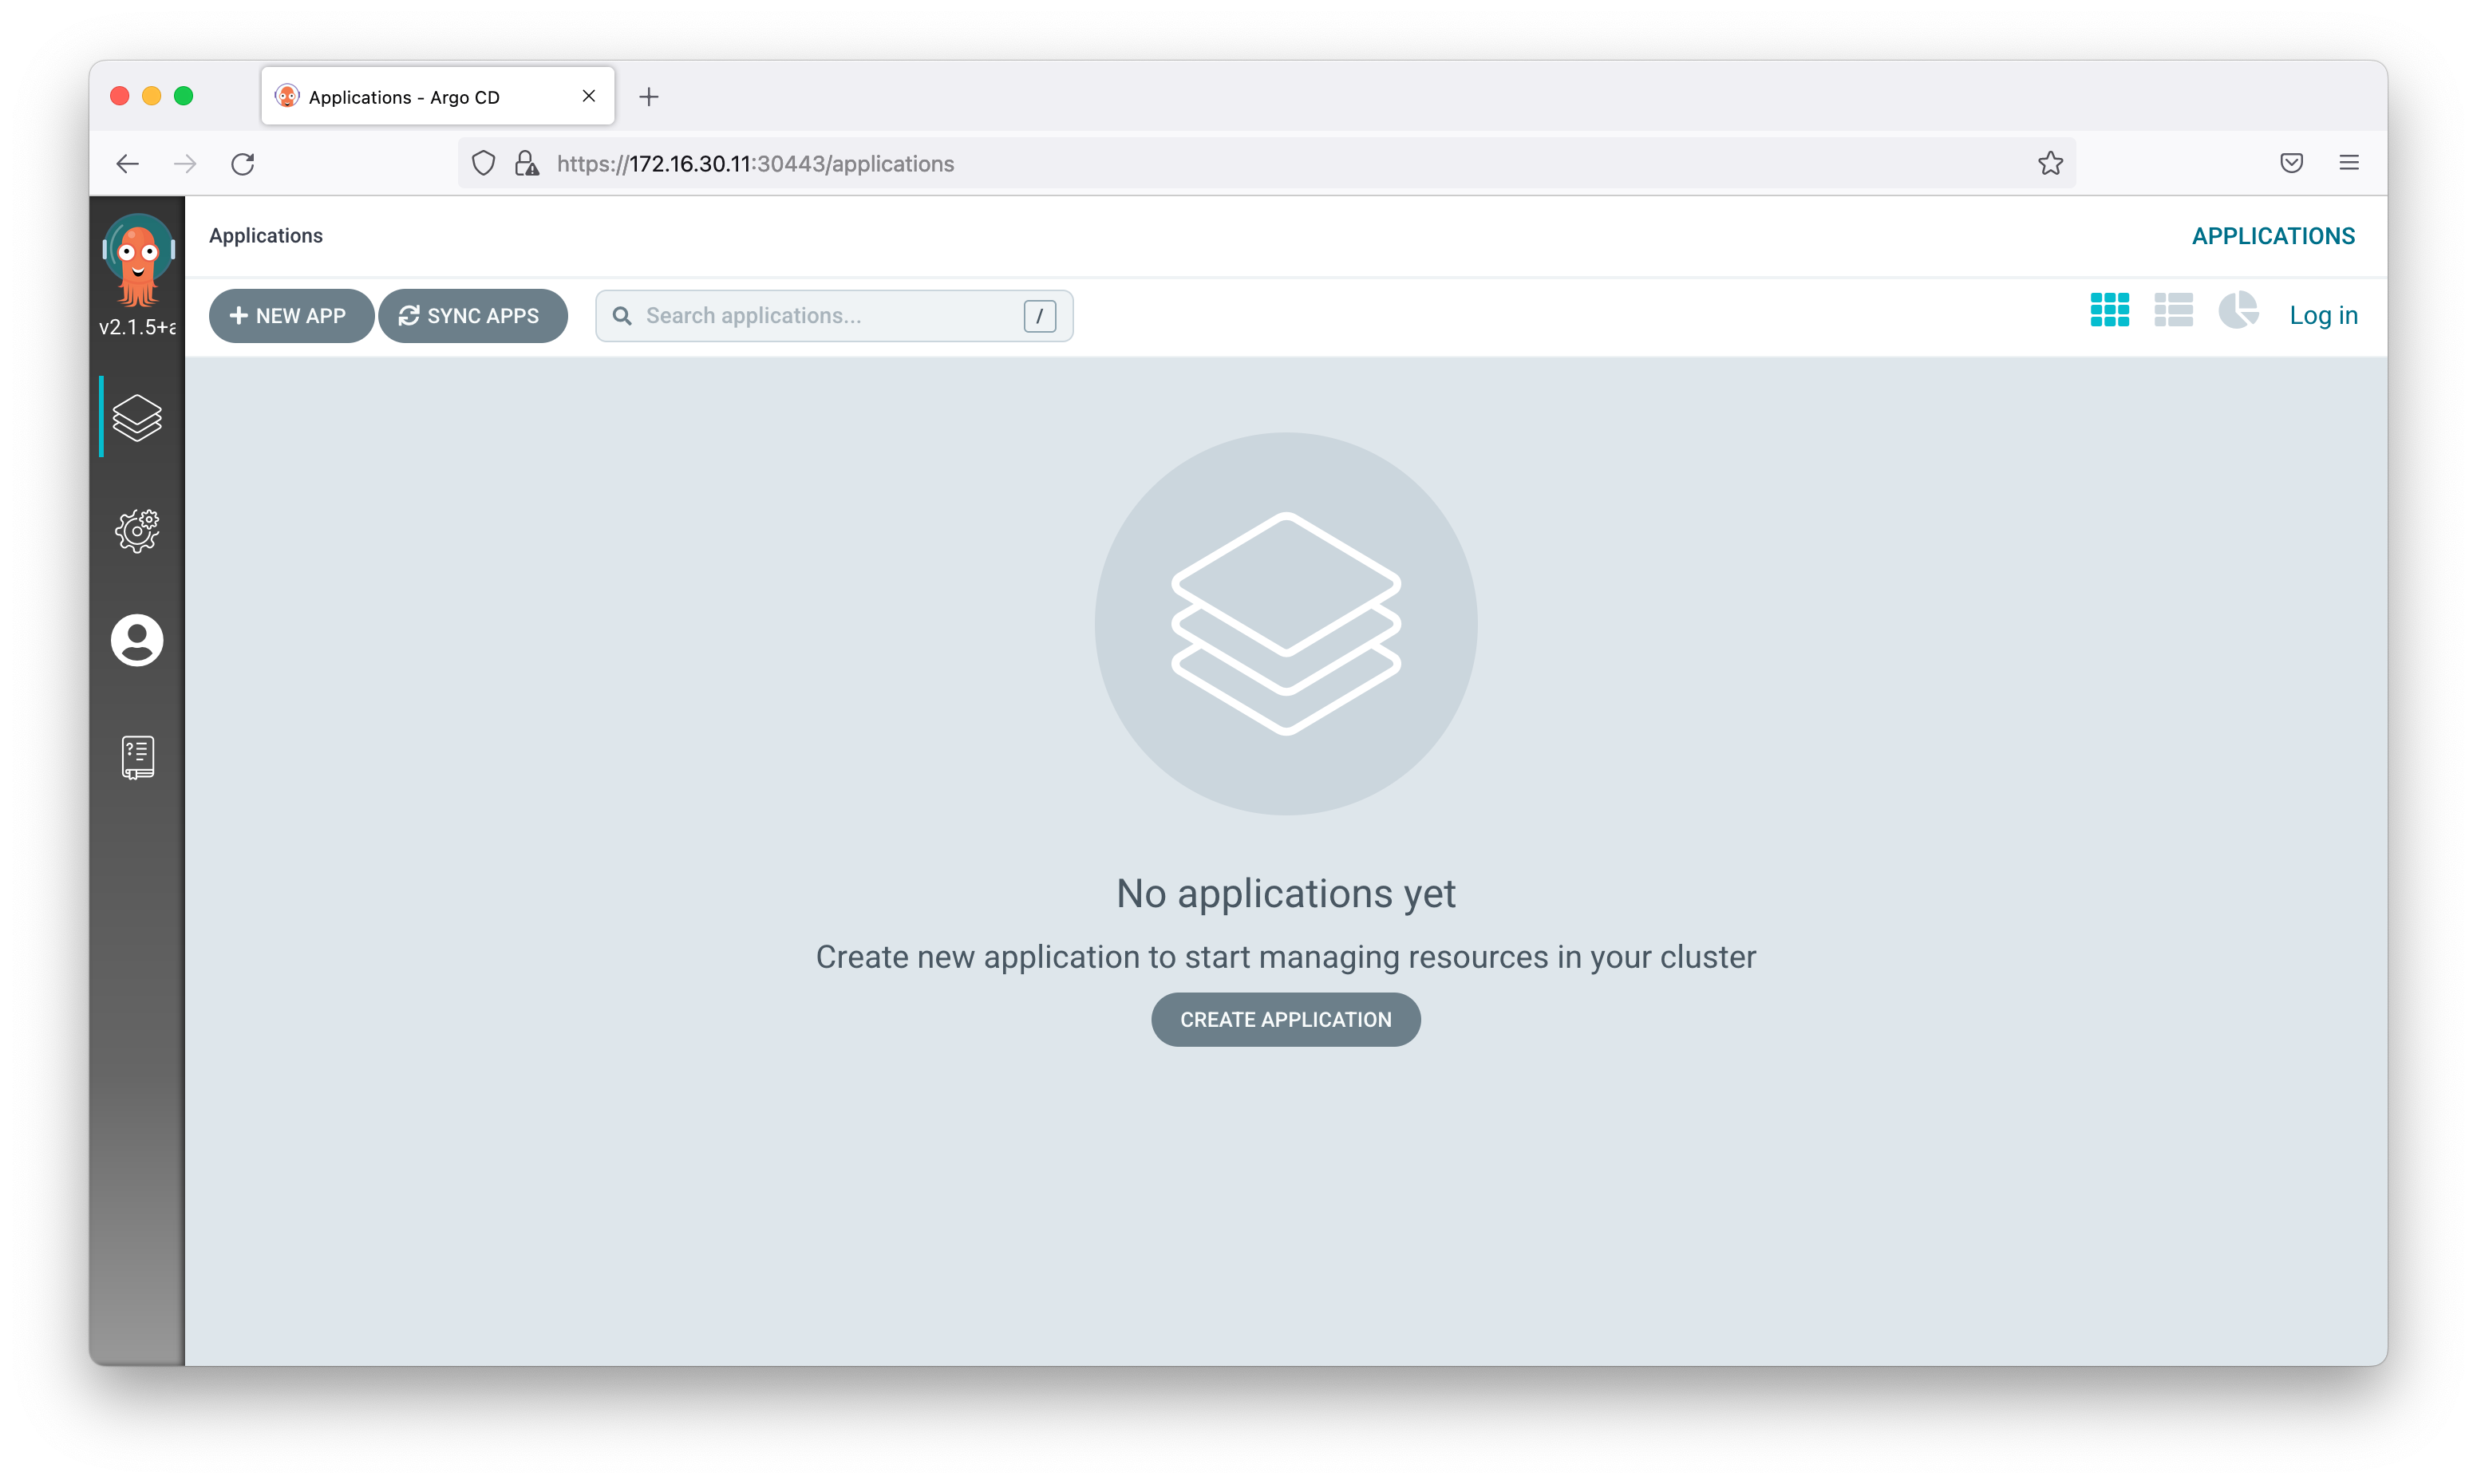 Applications - Argo CD
https://172.16.30.11:30443/applications
v2.1.5+a
Applications
APPLICATIONS
NEW APP
SYNC APPS
Search applications...
/
Log in
No applications yet
Create new application to start managing resources in your cluster
CREATE APPLICATION